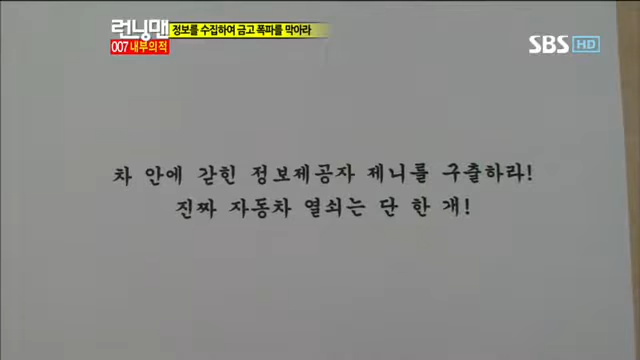 런닝맨 정보를 수집하여 금고 폭파를 막아라
007 내부의 적
SBS HD
차 안에 갇힌 정보제공자 제니를 구출하라!
진짜 자동차 열쇠는 단 한 개!